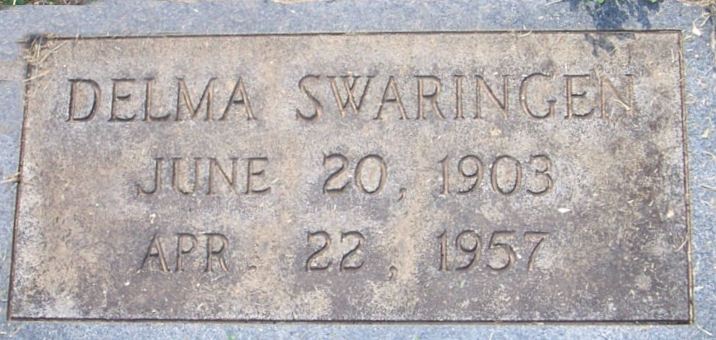 DELMA SWARINGEN
JUNE 20, 1903
APR. 22, 1957